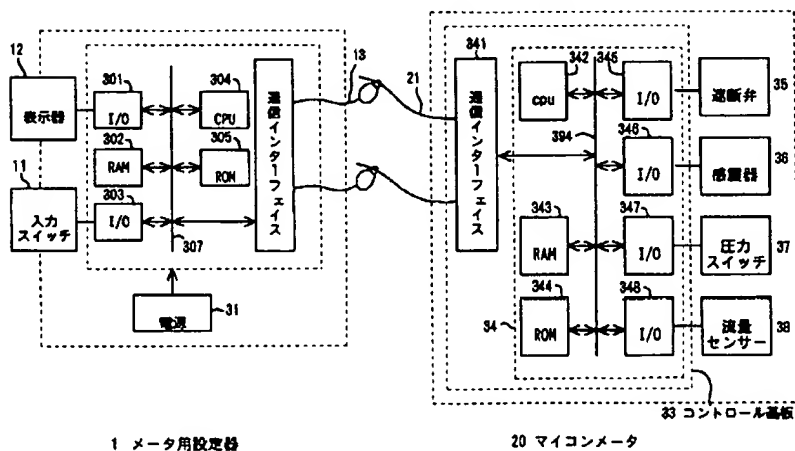 12
表示器
11
入力
スイッチ
301
I/O
302
RAM
303
I/O
304
CPU
305
ROM
307
通信インターフェイス
電源
31
13
21
1 メータ用設定器
341
通信インターフェイス
342
cpu
394
343
RAM
344
ROM
34
345
I/O
346
I/O
347
I/O
348
I/O
遮断弁
35
感震器
36
圧力
スイッチ
37
流量
センサー
38
33 コントロール基板
20 マイコンメータ